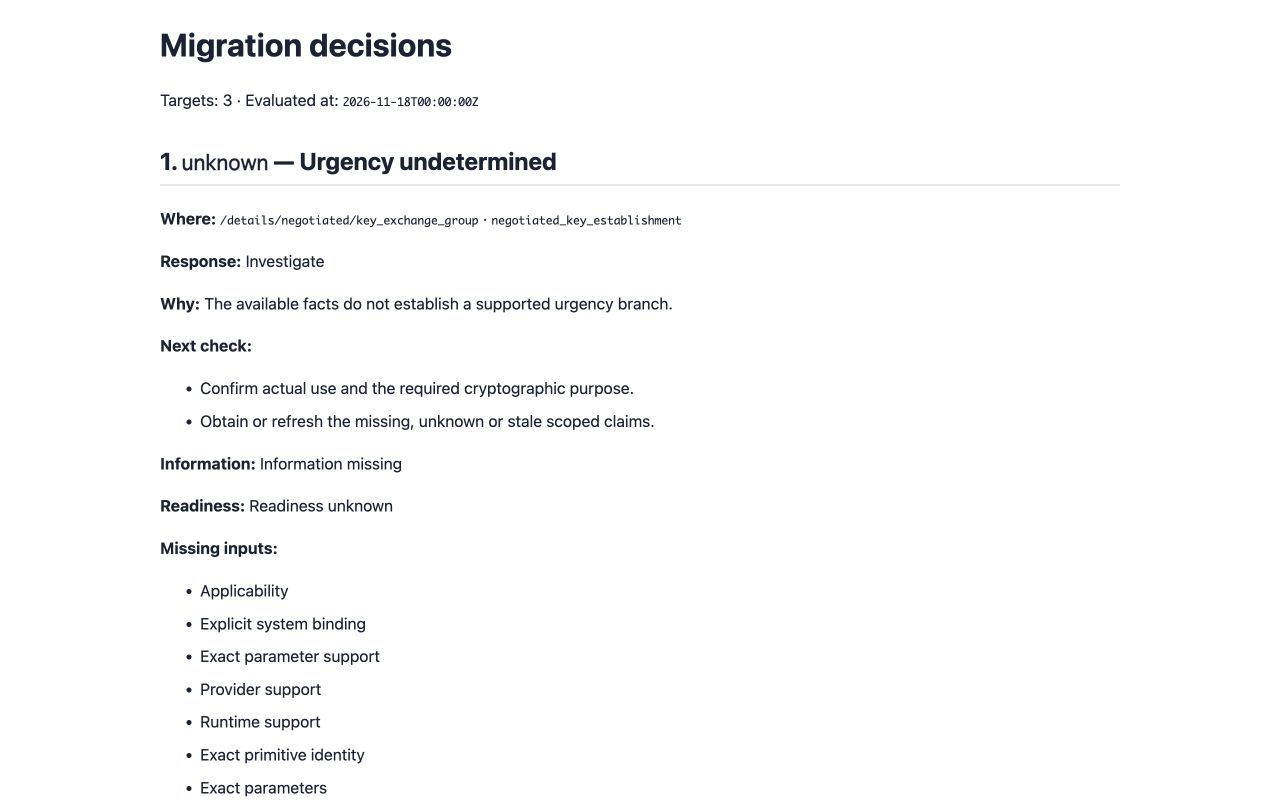 Migration decisions
Targets: 3 · Evaluated at: 2026-11-18T00:00:00Z
1. unknown — Urgency undetermined
Where: /details/negotiated/key_exchange_group · negotiated_key_establishment
Response: Investigate
Why: The available facts do not establish a supported urgency branch.
Next check:
• Confirm actual use and the required cryptographic purpose.
• Obtain or refresh the missing, unknown or stale scoped claims.
Information: Information missing
Readiness: Readiness unknown
Missing inputs:
• Applicability
• Explicit system binding
• Exact parameter support
• Provider support
• Runtime support
• Exact primitive identity
• Exact parameters